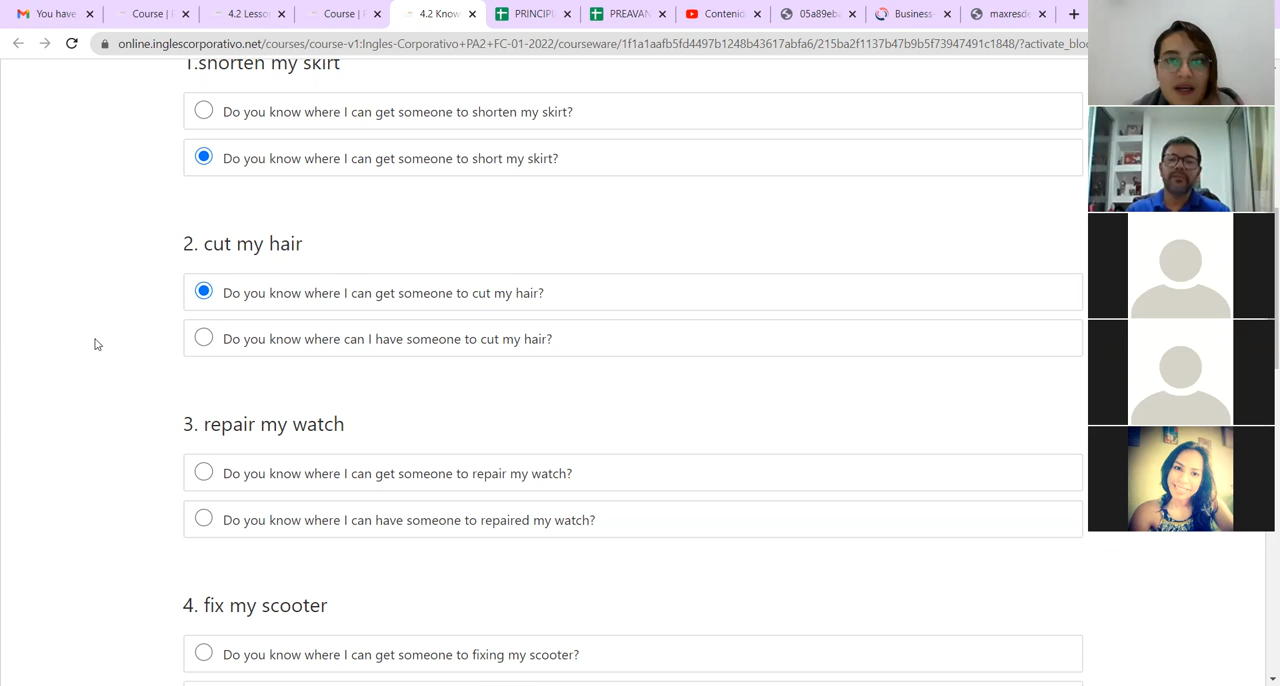 You have
Course |
4.2 Lesso
Course |
4.2 Know
PRINCIPI
PREAVAN
Conteni
05a89eb
Business-
maxresde
online.inglescorporativo.net/courses/course-v1:Ingles-Corporativo+PA2+FC-01-2022/courseware/1f1a1aafb5fd4497b1248b43617abfa6/215ba2f1137b47b9b5f73947491c1848/?activate_bloc
1.shorten my skirt
Do you know where I can get someone to shorten my skirt?
Do you know where I can get someone to short my skirt?
2. cut my hair
Do you know where I can get someone to cut my hair?
Do you know where can I have someone to cut my hair?
3. repair my watch
Do you know where I can get someone to repair my watch?
Do you know where I can have someone to repaired my watch?
4. fix my scooter
Do you know where I can get someone to fixing my scooter?